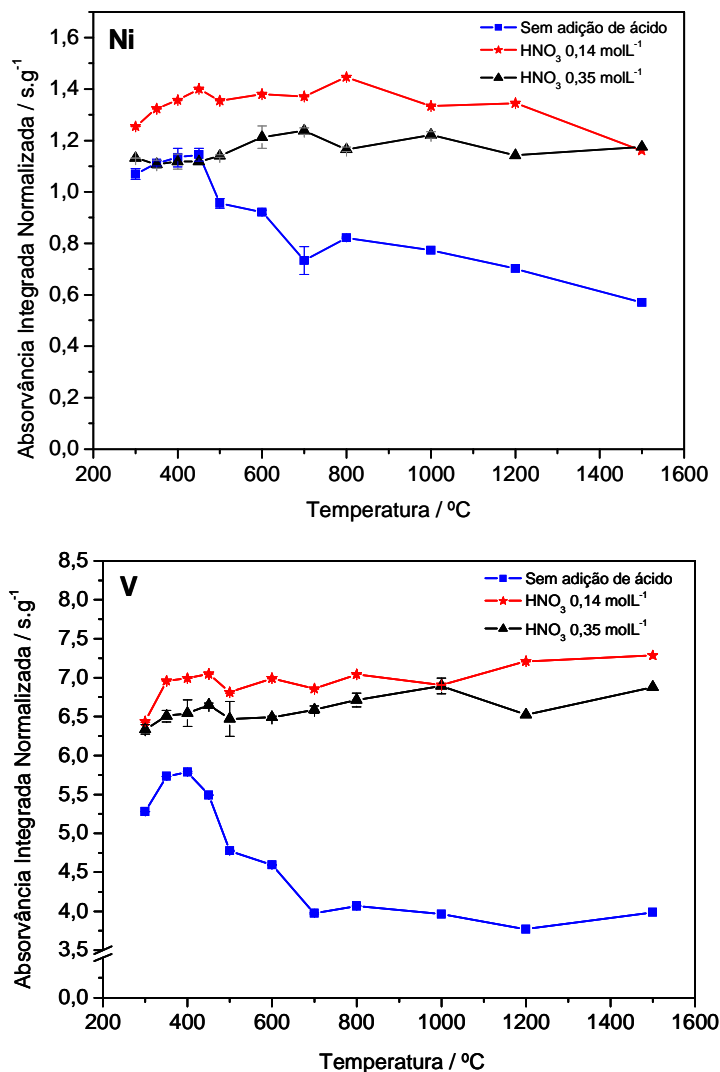 Ni
Sem adição de ácido
HNO3 0,14 molL-1
HNO3 0,35 molL-1
Absorvância Integrada Normalizada / s.g-1
1,6
1,4
1,2
1,0
0,8
0,6
0,4
0,2
0,0
200 400 600 800 1000 1200 1400 1600
Temperatura / ºC
V
Sem adição de ácido
HNO3 0,14 molL-1
HNO3 0,35 molL-1
Absorvância Integrada Normalizada / s.g-1
8,5
8,0
7,5
7,0
6,5
6,0
5,5
5,0
4,5
4,0
3,5
0,0
200 400 600 800 1000 1200 1400 1600
Temperatura / ºC